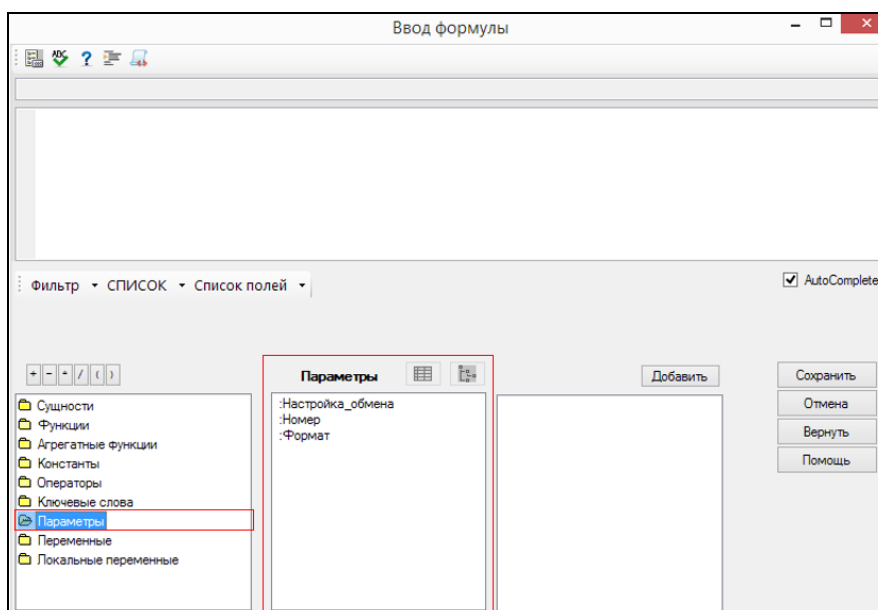 Ввод формулы
ABC
?
Фильтр СПИСОК Список полей
AutoComplete
+ - * / ( )
Параметры
Добавить
Сохранить
Отмена
Вернуть
Помощь
Сущности
Функции
Агрегатные функции
Константы
Операторы
Ключевые слова
Параметры
Переменные
Локальные переменные
:Настройка_обмена
:Номер
:Формат